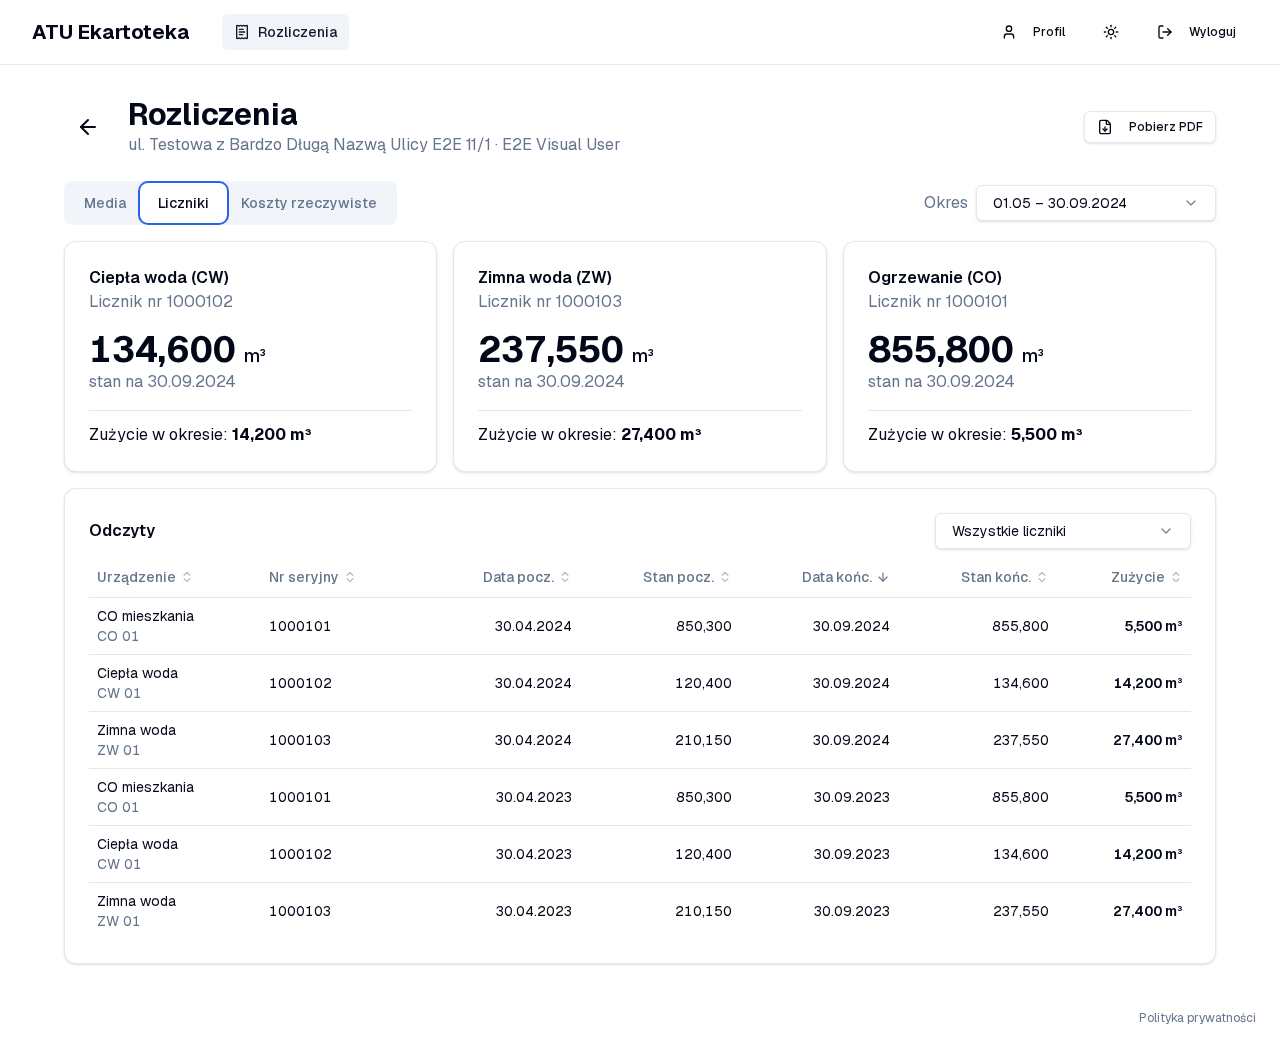 ATU Ekartoteka
Rozliczenia
Profil
Wyloguj
Rozliczenia
ul. Testowa z Bardzo Długą Nazwą Ulicy E2E 11/1 · E2E Visual User
Pobierz PDF
Media
Liczniki
Koszty rzeczywiste
Okres
01.05 – 30.09.2024
Ciepła woda (CW)
Licznik nr 1000102
134,600 m³
stan na 30.09.2024
Zużycie w okresie: 14,200 m³
Zimna woda (ZW)
Licznik nr 1000103
237,550 m³
stan na 30.09.2024
Zużycie w okresie: 27,400 m³
Ogrzewanie (CO)
Licznik nr 1000101
855,800 m³
stan na 30.09.2024
Zużycie w okresie: 5,500 m³
Odczyty
Wszystkie liczniki
Urządzenie Nr seryjny Data pocz. Stan pocz. Data końc. Stan końc. Zużycie
CO mieszkania
CO 01
1000101 30.04.2024 850,300 30.09.2024 855,800 5,500 m³
Ciepła woda
CW 01
1000102 30.04.2024 120,400 30.09.2024 134,600 14,200 m³
Zimna woda
ZW 01
1000103 30.04.2024 210,150 30.09.2024 237,550 27,400 m³
CO mieszkania
CO 01
1000101 30.04.2023 850,300 30.09.2023 855,800 5,500 m³
Ciepła woda
CW 01
1000102 30.04.2023 120,400 30.09.2023 134,600 14,200 m³
Zimna woda
ZW 01
1000103 30.04.2023 210,150 30.09.2023 237,550 27,400 m³
Polityka prywatności